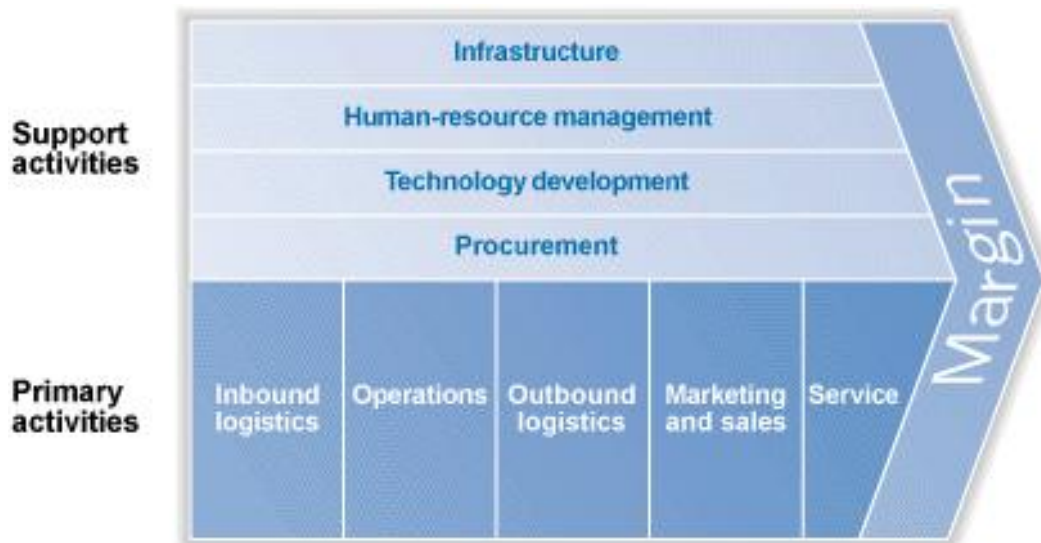 Support
activities
Infrastructure
Human-resource management
Technology development
Procurement
Primary
activities
Inbound
logistics
Operations
Outbound
logistics
Marketing
and sales
Service
Margin